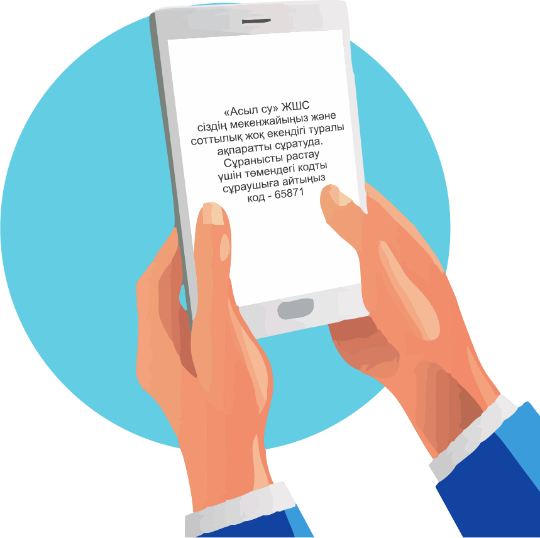 «Асыл су» ЖШС
сіздің мекенжайыңыз және
соттылық жоқ екендігі туралы
ақпаратты сұратуда.
Сұранысты растау
үшін төмендегі кодты
сұраушыға айтыңыз
код - 65871